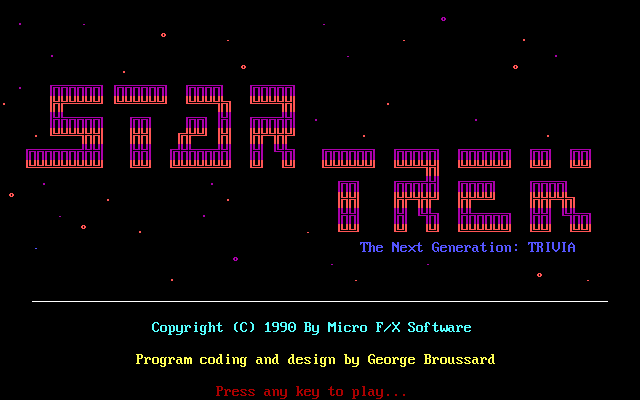 STAR
TREK
The Next Generation: TRIVIA
Copyright (C) 1990 By Micro F/X Software
Program coding and design by George Broussard
Press any key to play...